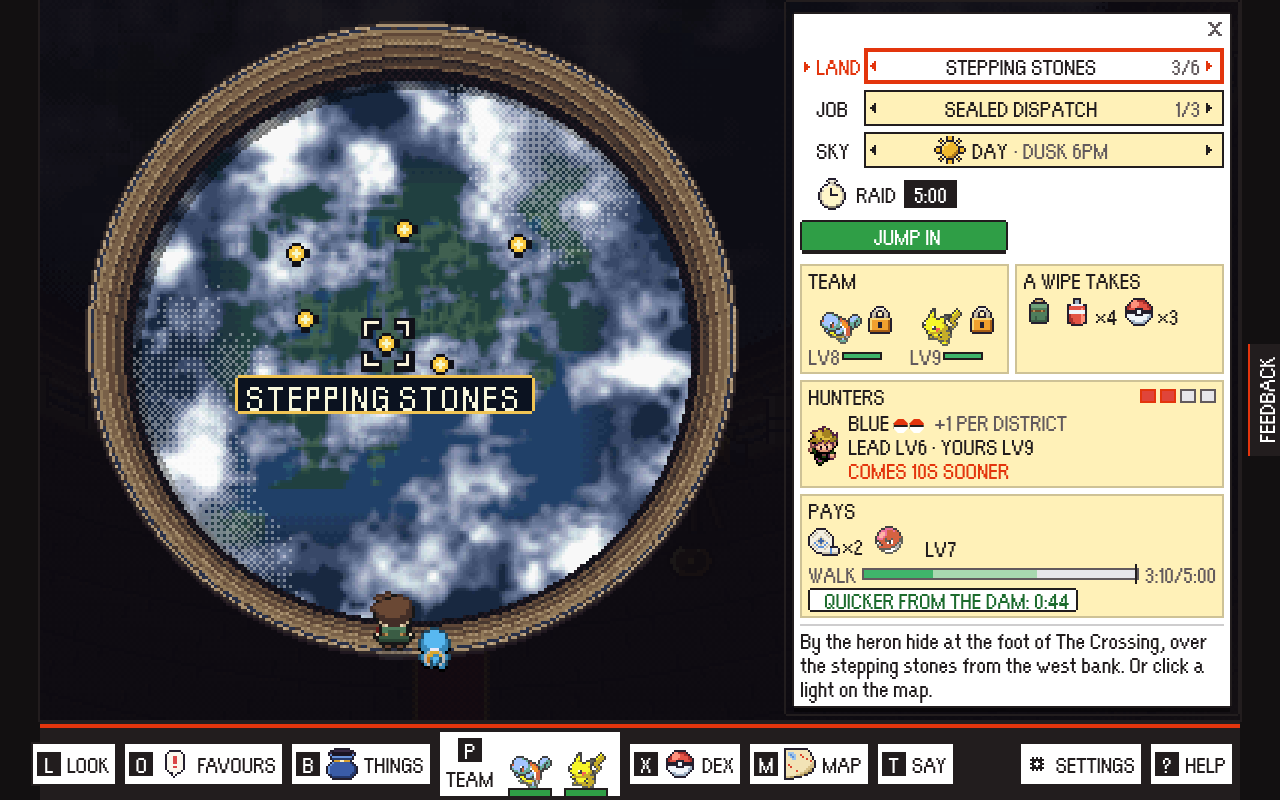 X
LAND STEPPING STONES 3/6
JOB SEALED DISPATCH 1/3
SKY DAY · DUSK 6PM
RAID 5:00
JUMP IN
TEAM
LV8 LV9
A WIPE TAKES
×4 ×3
HUNTERS
BLUE +1 PER DISTRICT
LEAD LV6 · YOURS LV9
COMES 10S SOONER
PAYS
×2 LV7
WALK 3:10/5:00
QUICKER FROM THE DAM: 0:44
By the heron hide at the foot of The Crossing, over
the stepping stones from the west bank. Or click a
light on the map.
STEPPING STONES
FEEDBACK
L LOOK
O FAVOURS
B THINGS
P TEAM
X DEX
M MAP
T SAY
SETTINGS
? HELP